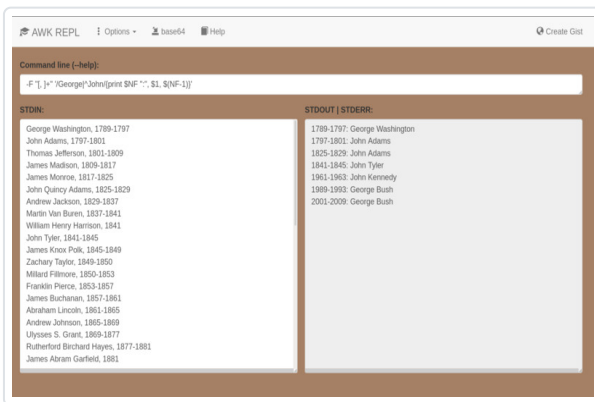 AWK REPL
Options
base64
Help
Create Gist
Command line (--help):
-F "[, ]+" '/George|^John/{print $NF ":", $1, $(NF-1)}'
STDIN:
George Washington, 1789-1797
John Adams, 1797-1801
Thomas Jefferson, 1801-1809
James Madison, 1809-1817
James Monroe, 1817-1825
John Quincy Adams, 1825-1829
Andrew Jackson, 1829-1837
Martin Van Buren, 1837-1841
William Henry Harrison, 1841
John Tyler, 1841-1845
James Knox Polk, 1845-1849
Zachary Taylor, 1849-1850
Millard Fillmore, 1850-1853
Franklin Pierce, 1853-1857
James Buchanan, 1857-1861
Abraham Lincoln, 1861-1865
Andrew Johnson, 1865-1869
Ulysses S. Grant, 1869-1877
Rutherford Birchard Hayes, 1877-1881
James Abram Garfield, 1881
STDOUT | STDERR:
1789-1797: George Washington
1797-1801: John Adams
1825-1829: John Adams
1841-1845: John Tyler
1961-1963: John Kennedy
1989-1993: George Bush
2001-2009: George Bush